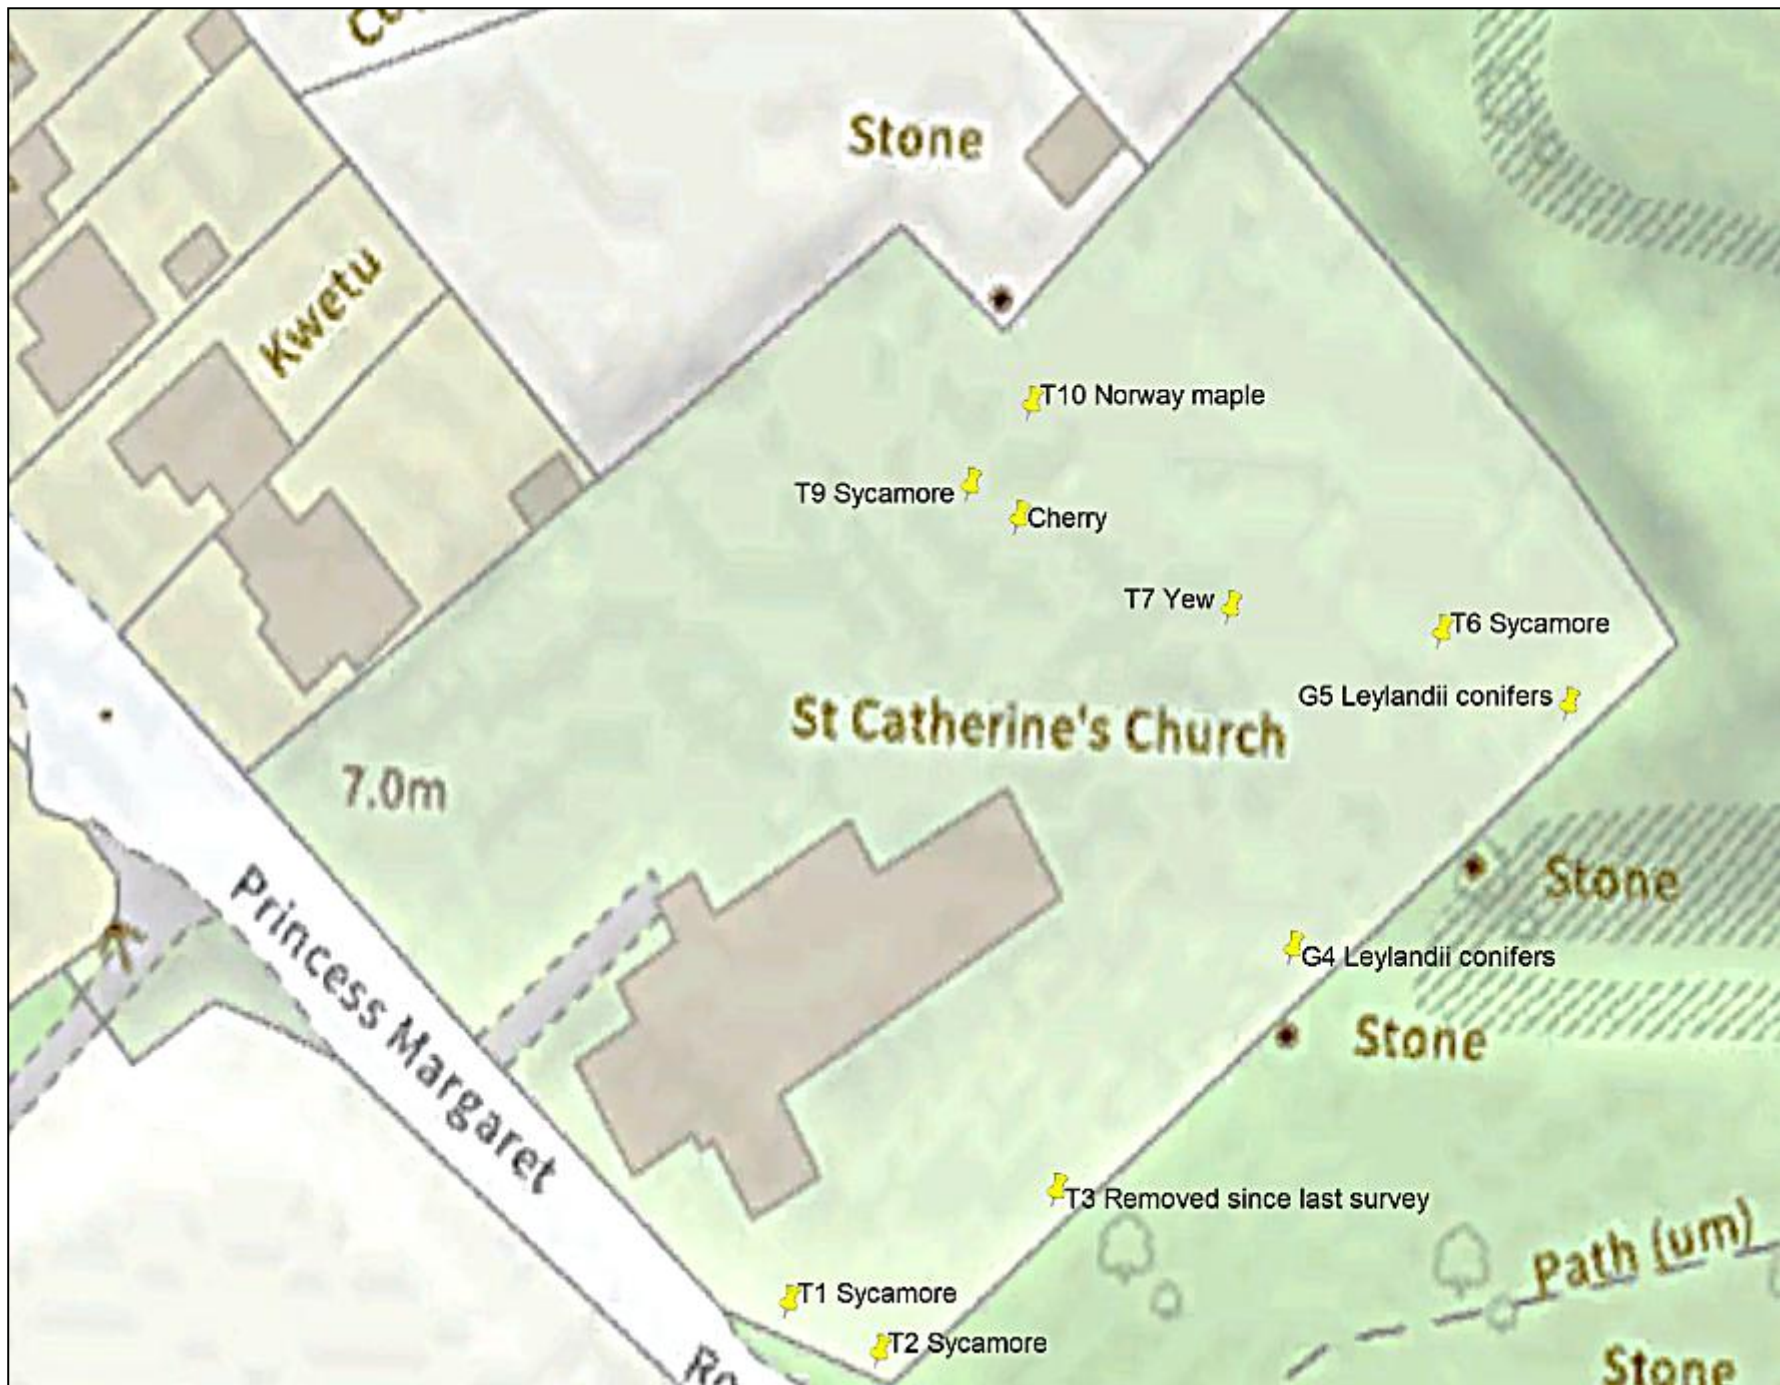 Stone
Kwetu
T10 Norway maple
T9 Sycamore
Cherry
T7 Yew
T6 Sycamore
G5 Leylandii conifers
St Catherine's Church
7.0m
Princess Margaret
Stone
G4 Leylandii conifers
Stone
T3 Removed since last survey
Path (um)
T1 Sycamore
T2 Sycamore
Stone